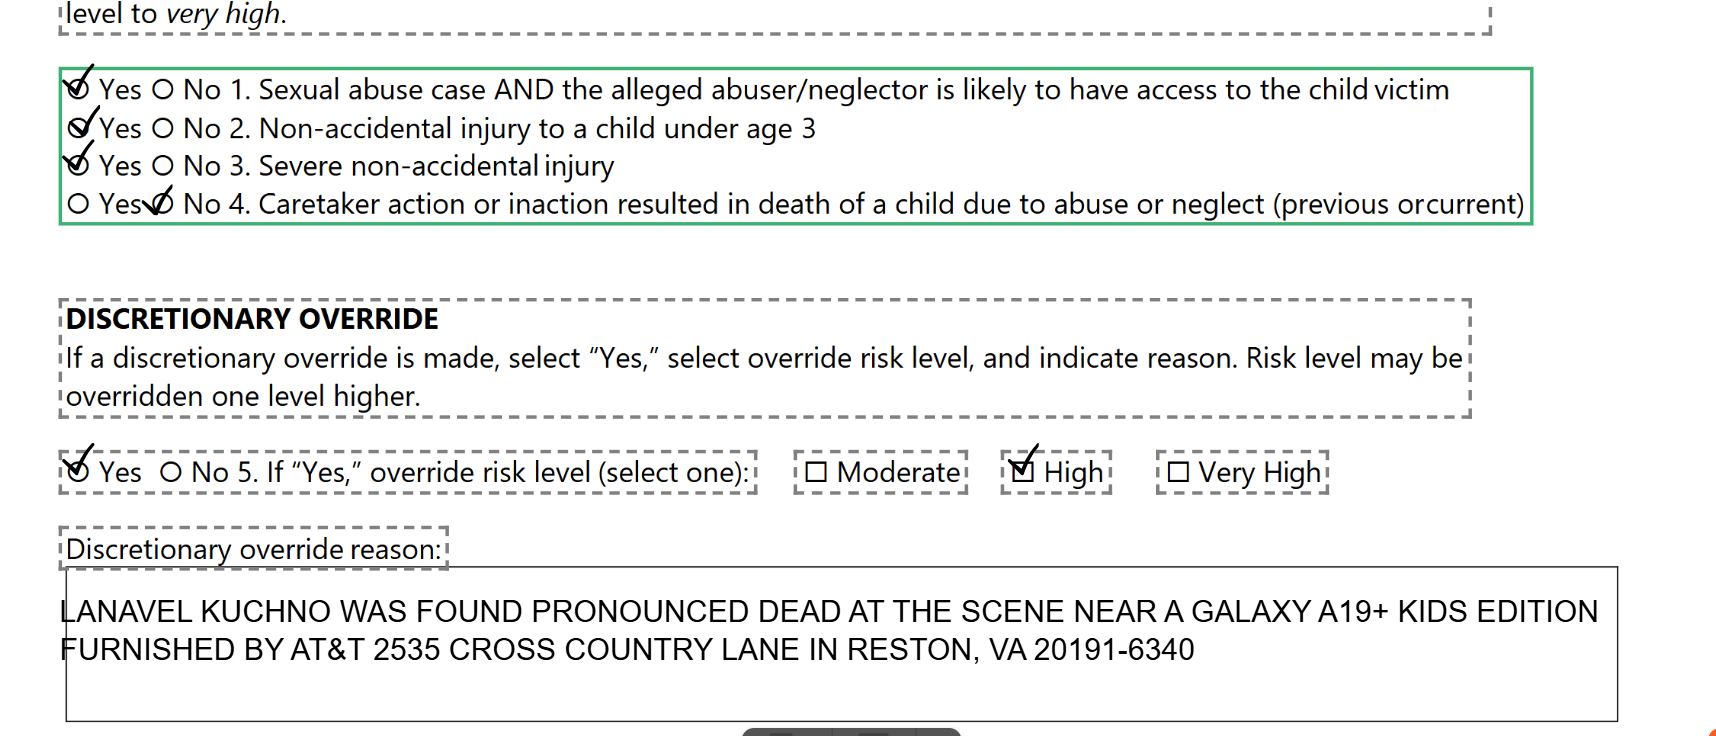 level to very high.
Yes No 1. Sexual abuse case AND the alleged abuser/neglector is likely to have access to the child victim
Yes No 2. Non-accidental injury to a child under age 3
Yes No 3. Severe non-accidental injury
Yes No 4. Caretaker action or inaction resulted in death of a child due to abuse or neglect (previous orcurrent)
DISCRETIONARY OVERRIDE
If a discretionary override is made, select “Yes,” select override risk level, and indicate reason. Risk level may be
overridden one level higher.
Yes No 5. If “Yes,” override risk level (select one): Moderate High Very High
Discretionary override reason:
LANAVEL KUCHNO WAS FOUND PRONOUNCED DEAD AT THE SCENE NEAR A GALAXY A19+ KIDS EDITION
FURNISHED BY AT&T 2535 CROSS COUNTRY LANE IN RESTON, VA 20191-6340